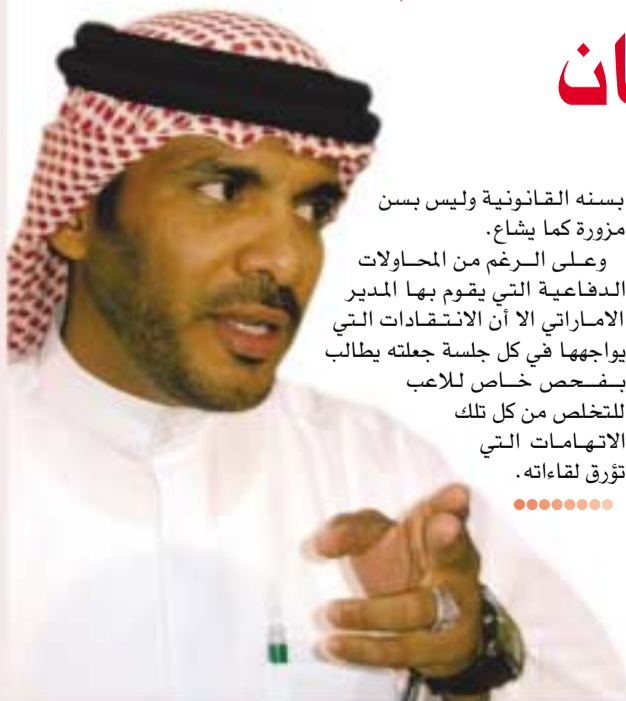 بسنه القانونية وليس بسن
مزورة كما يشاع.
وعلى الرغم من المحاولات
الدفاعية التي يقوم بها المدير
الاماراتي الا أن الانتقادات التي
يواجهها في كل جلسة جعلته يطالب
بفحص خاص للاعب
للتخلص من كل تلك
الاتهامات التي
تؤرق لقاءاته.